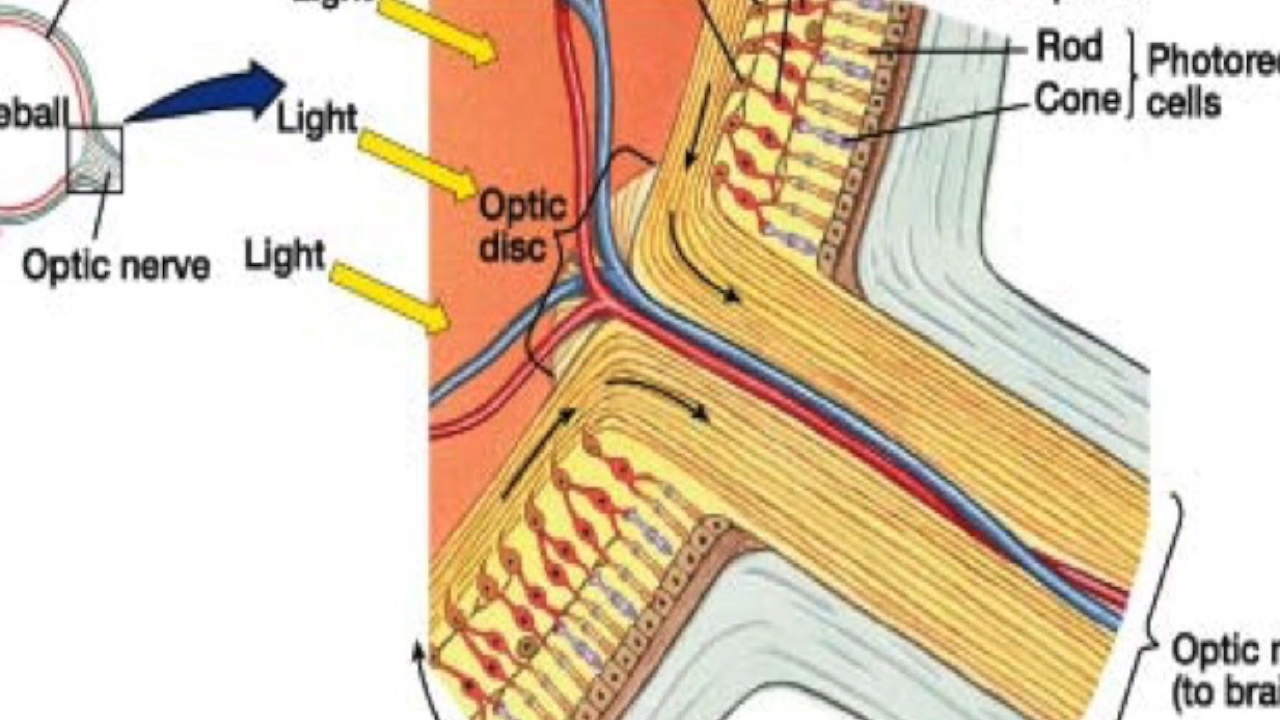 Light
Rod
Cone
Photorec
cells
eball
Light
Optic
disc
Optic nerve
Light
Optic n
(to brai